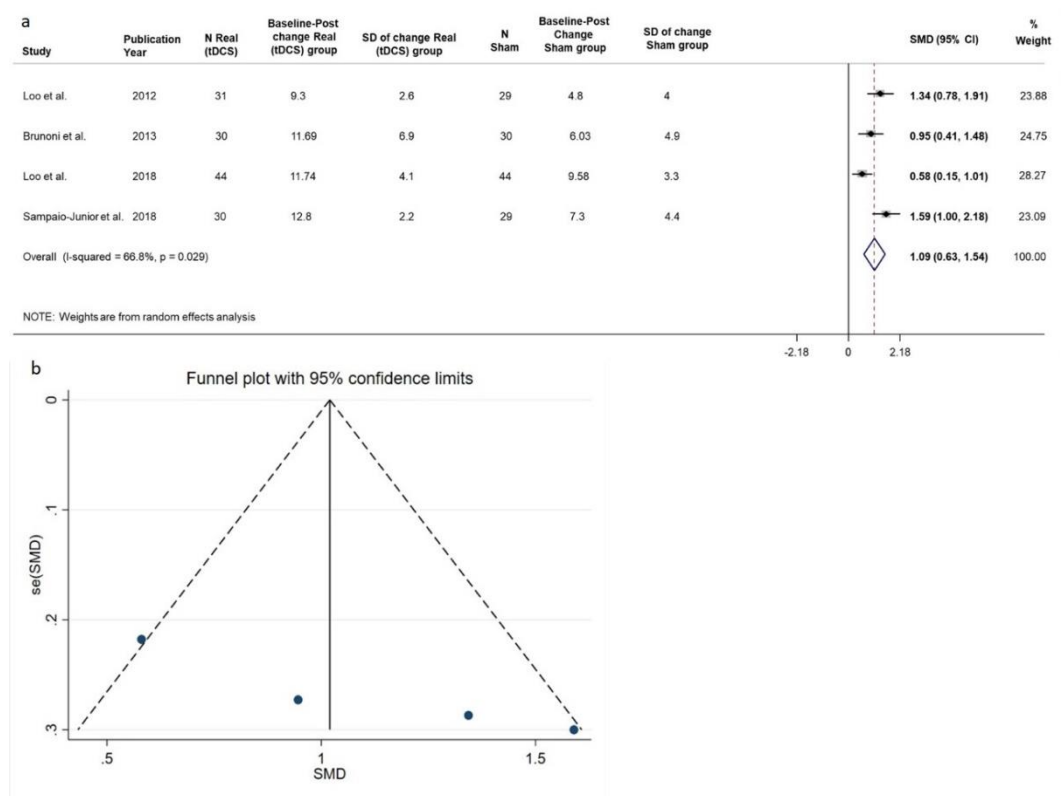 a
Study
Publication Year
N Real (tDCS)
Baseline-Post change Real (tDCS) group
SD of change Real (tDCS) group
N Sham
Baseline-Post Change Sham group
SD of change Sham group
SMD (95% CI)
% Weight
Loo et al. 2012 31 9.3 2.6 29 4.8 4 1.34 (0.78, 1.91) 23.88
Brunoni et al. 2013 30 11.69 6.9 30 6.03 4.9 0.95 (0.41, 1.48) 24.75
Loo et al. 2018 44 11.74 4.1 44 9.58 3.3 0.58 (0.15, 1.01) 28.27
Sampaio-Junior et al. 2018 30 12.8 2.2 29 7.3 4.4 1.59 (1.00, 2.18) 23.09
Overall (I-squared = 66.8%, p = 0.029) 1.09 (0.63, 1.54) 100.00
NOTE: Weights are from random effects analysis
-2.18 0 2.18
b
Funnel plot with 95% confidence limits
0
.1
.2
.3
se(SMD)
.5 1 1.5
SMD